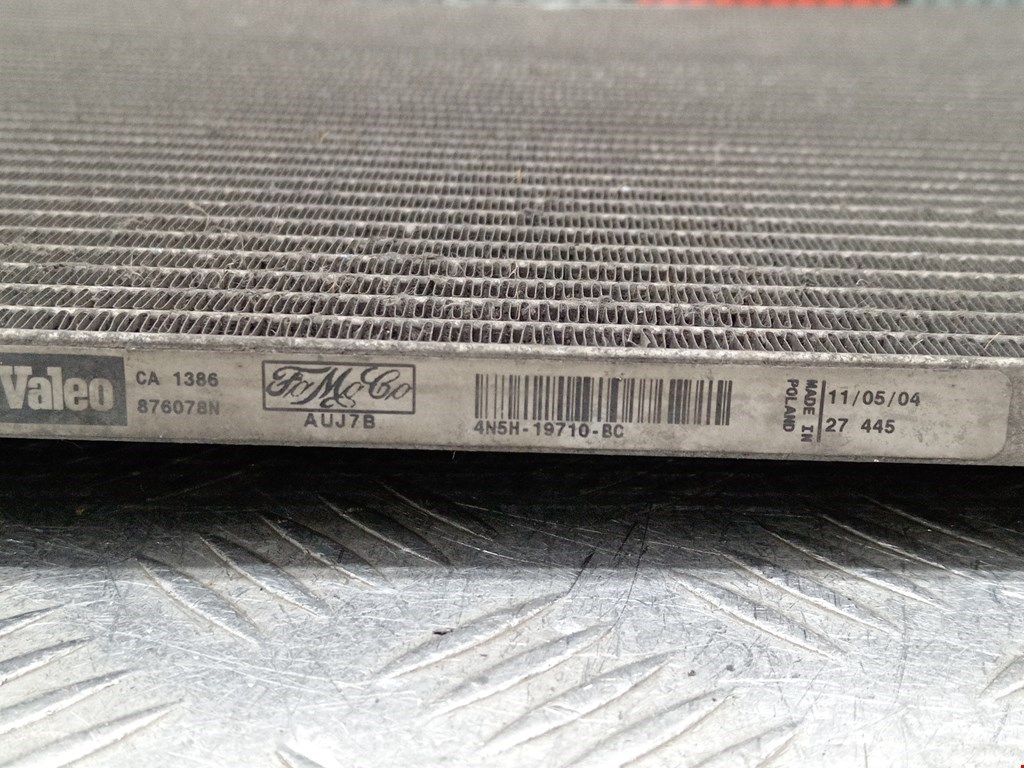 Valeo
CA 1386
876078N
FoMoCo
AUJ7B
4N5H-19710-BC
MADE IN
POLAND
11/05/04
27 445